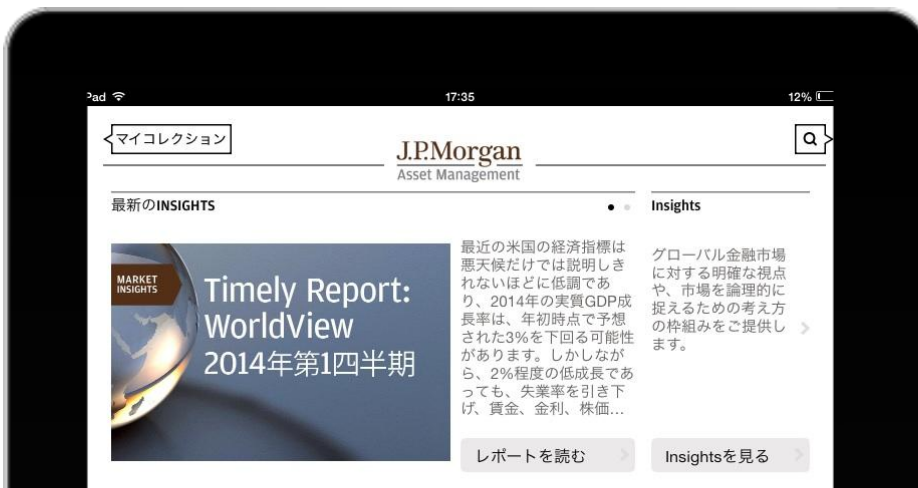 Pad
17:35
12%
マイコレクション
J.P.Morgan
Asset Management
最新のINSIGHTS
Insights
MARKET
INSIGHTS
Timely Report:
WorldView
2014年第1四半期
最近の米国の経済指標は
悪天候だけでは説明しき
れないほどに低調であ
り、2014年の実質GDP成
長率は、年初時点で予想
された3%を下回る可能性
があります。しかしなが
ら、2%程度の低成長であ
っても、失業率を引き下
げ、賃金、金利、株価...
レポートを読む
グローバル金融市場
に対する明確な視点
や、市場を論理的に
捉えるための考え方
の枠組みをご提供し
ます。
Insightsを見る